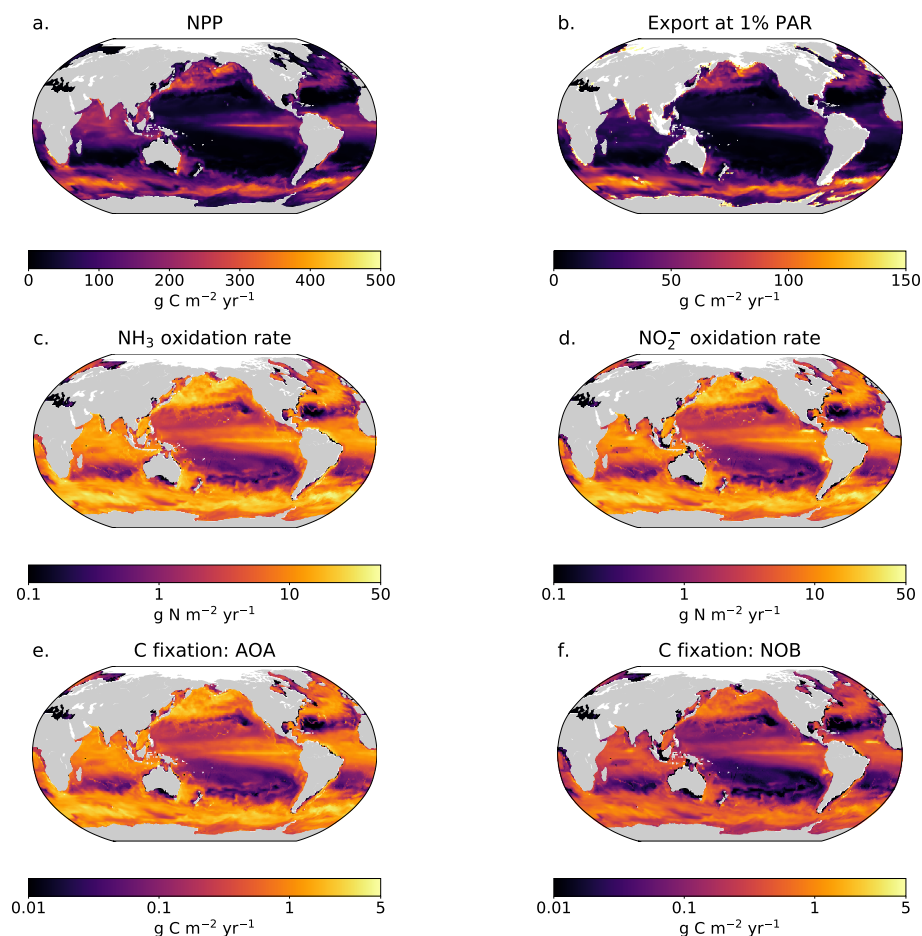 a. NPP
b. Export at 1% PAR
0 100 200 300 400 500
g C m⁻² yr⁻¹
0 50 100 150
g C m⁻² yr⁻¹
c. NH₃ oxidation rate
d. NO₂⁻ oxidation rate
0.1 1 10 50
g N m⁻² yr⁻¹
0.1 1 10 50
g N m⁻² yr⁻¹
e. C fixation: AOA
f. C fixation: NOB
0.01 0.1 1 5
g C m⁻² yr⁻¹
0.01 0.1 1 5
g C m⁻² yr⁻¹